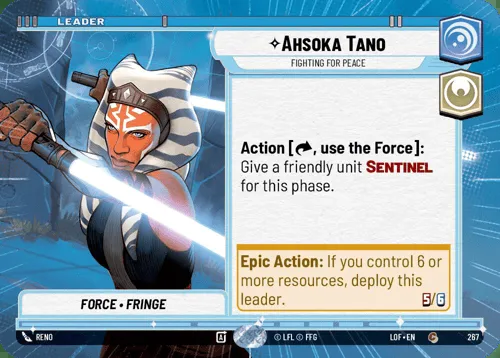 LEADER
✧AHSOKA TANO
FIGHTING FOR PEACE
Action [↷, use the Force]:
Give a friendly unit SENTINEL
for this phase.
Epic Action: If you control 6 or
more resources, deploy this
leader.
5/6
FORCE • FRINGE
RENO
A
© LFL © FFG
LOF • EN
267